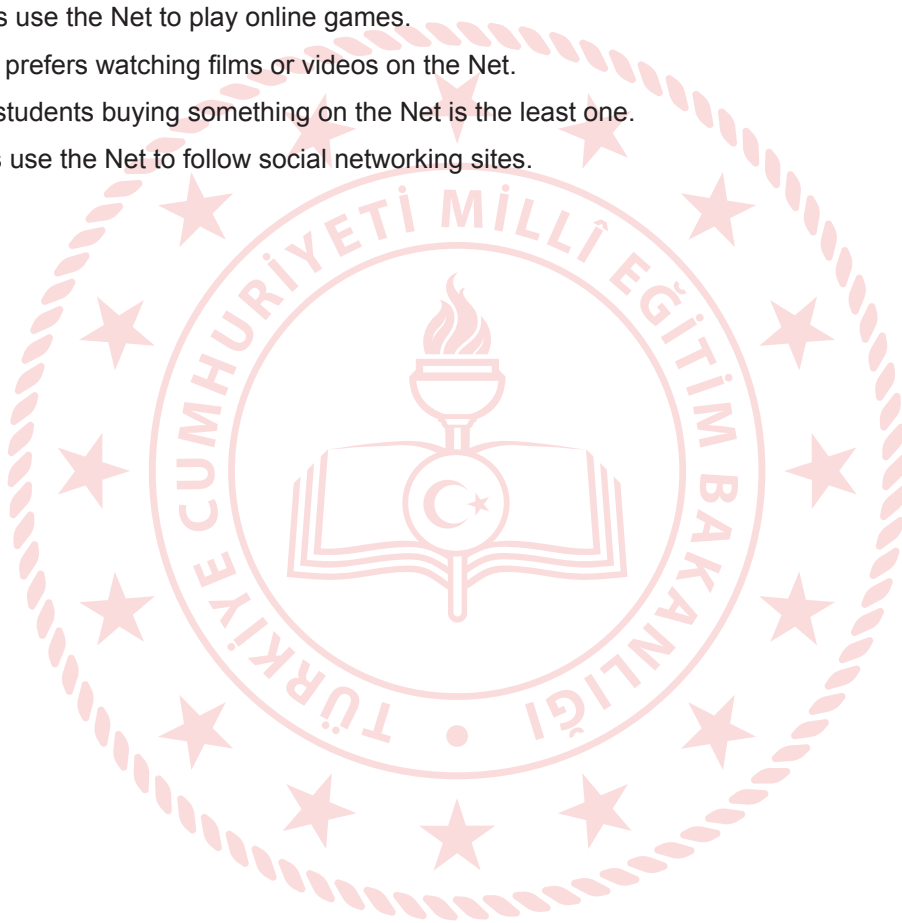 s use the Net to play online games.
prefers watching films or videos on the Net.
students buying something on the Net is the least one.
s use the Net to follow social networking sites.
TÜRKİYE CUMHURİYETİ MİLLÎ EĞİTİM BAKANLIĞI